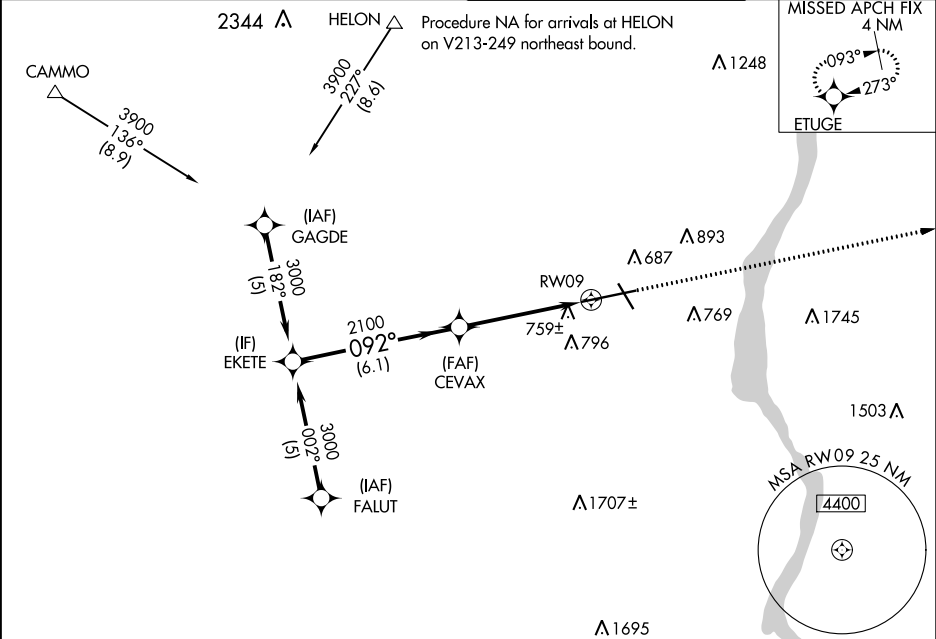 2344
HELON
Procedure NA for arrivals at HELON
on V213-249 northeast bound.
MISSED APCH FIX
4 NM
093°
273°
ETUGE
1248
CAMMO
3900
136°
(8.9)
3900
227°
(8.6)
(IAF)
GAGDE
3000
182°
(5)
893
687
RW09
759±
796
769
1745
(IF)
EKETE
2100
092°
(6.1)
(FAF)
CEVAX
3000
002°
(5)
(IAF)
FALUT
1503
MSA RW09 25 NM
4400
1707±
1695